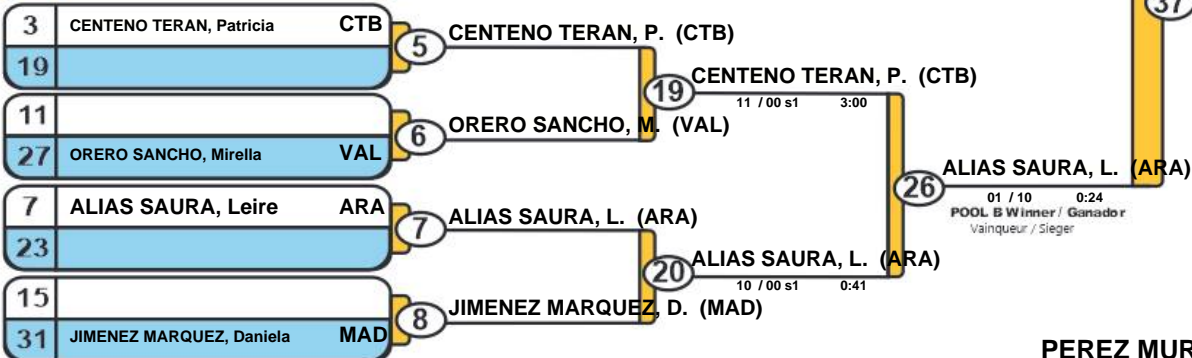 37
3 CENTENO TERAN, Patricia CTB
5 CENTENO TERAN, P. (CTB)
19
19 CENTENO TERAN, P. (CTB)
11 / 00 s1 3:00
11
6 ORERO SANCHO, M. (VAL)
27 ORERO SANCHO, Mirella VAL
26 ALIAS SAURA, L. (ARA)
01 / 10 0:24
POOL B Winner / Ganador
Vainqueur / Sieger
7 ALIAS SAURA, Leire ARA
7 ALIAS SAURA, L. (ARA)
23
20 ALIAS SAURA, L. (ARA)
10 / 00 s1 0:41
15
8 JIMENEZ MARQUEZ, D. (MAD)
31 JIMENEZ MARQUEZ, Daniela MAD
PEREZ MUR